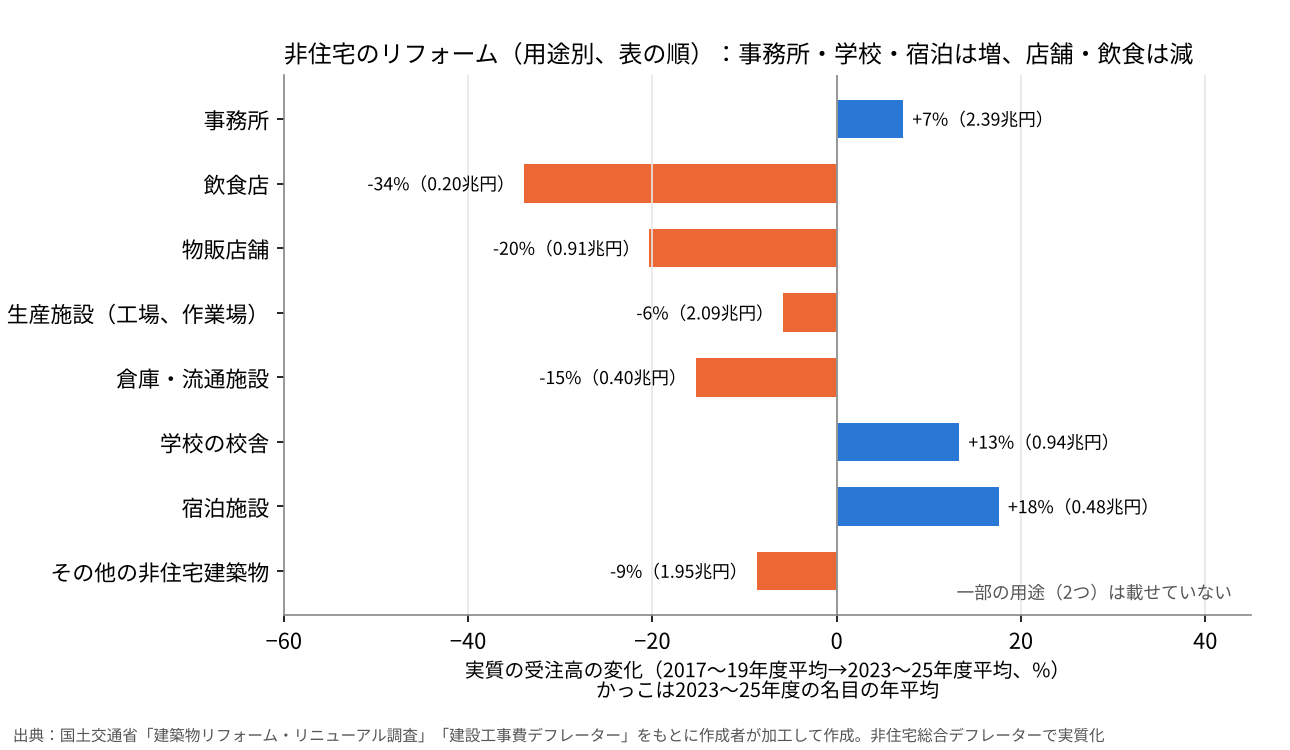 非住宅のリフォーム（用途別、表の順）：事務所・学校・宿泊は増、店舗・飲食は減
事務所
+7%（2.39兆円）
飲食店
-34%（0.20兆円）
物販店舗
-20%（0.91兆円）
生産施設（工場、作業場）
-6%（2.09兆円）
倉庫・流通施設
-15%（0.40兆円）
学校の校舎
+13%（0.94兆円）
宿泊施設
+18%（0.48兆円）
その他の非住宅建築物
-9%（1.95兆円）
一部の用途（2つ）は載せていない
−60 −40 −20 0 20 40
実質の受注高の変化（2017〜19年度平均→2023〜25年度平均、%）
かっこは2023〜25年度の名目の年平均
出典：国土交通省「建築物リフォーム・リニューアル調査」「建設工事費デフレーター」をもとに作成者が加工して作成。非住宅総合デフレーターで実質化